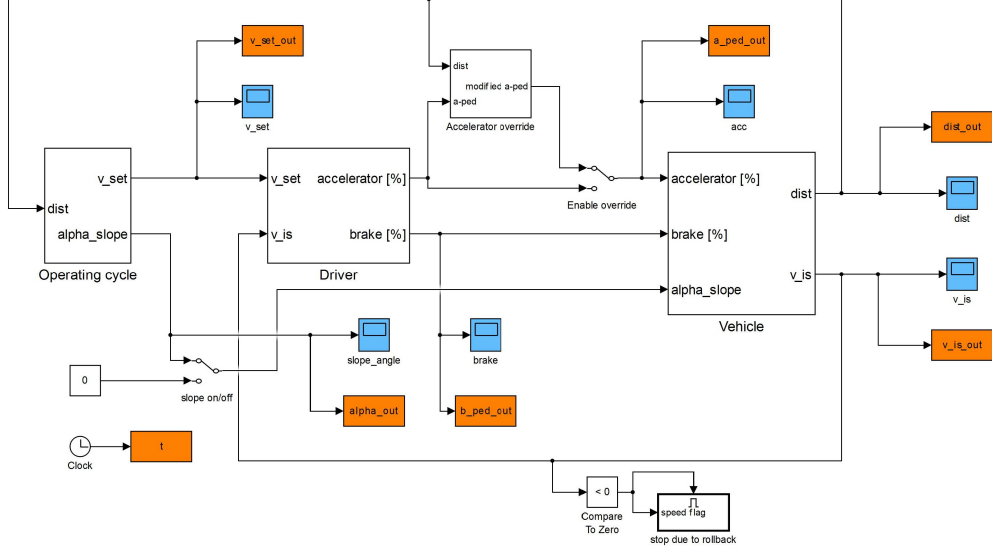 v_set_out
v_set
dist
a-ped
modified a-ped
Accelerator override
a_ped_out
acc
dist_out
dist
v_set
alpha_slope
dist
Operating cycle
v_set
v_is
accelerator [%]
brake [%]
Driver
Enable override
accelerator [%]
brake [%]
alpha_slope
dist
v_is
Vehicle
v_is
v_is_out
slope_angle
brake
0
slope on/off
alpha_out
b_ped_out
Clock
t
< 0
Compare
To Zero
speed flag
stop due to rollback